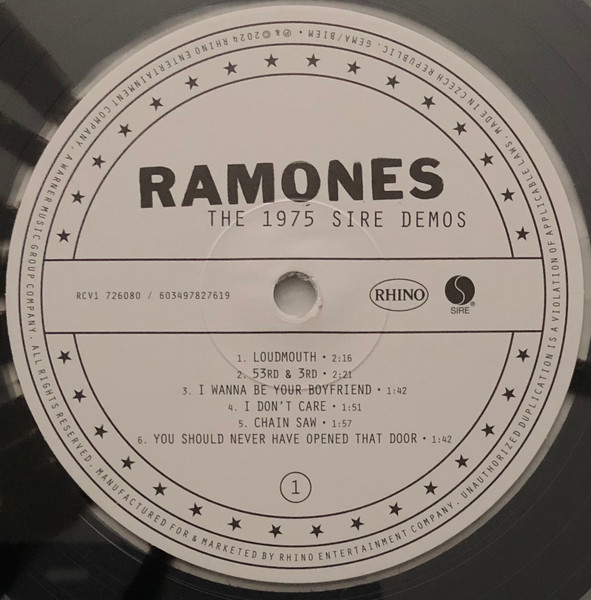 RAMONES
THE 1975 SIRE DEMOS
RCV1 726080 / 603497827619
RHINO
SIRE®
1. LOUDMOUTH • 2:16
2. 53RD & 3RD • 2:21
3. I WANNA BE YOUR BOYFRIEND • 1:42
4. I DON'T CARE • 1:51
5. CHAIN SAW • 1:57
6. YOU SHOULD NEVER HAVE OPENED THAT DOOR • 1:42
1
℗ & © 2024 RHINO ENTERTAINMENT COMPANY, A WARNER MUSIC GROUP COMPANY. ALL RIGHTS RESERVED. MANUFACTURED FOR & MARKETED BY RHINO ENTERTAINMENT COMPANY. UNAUTHORIZED DUPLICATION IS A VIOLATION OF APPLICABLE LAWS. MADE IN CZECH REPUBLIC. GEMA/BIEM •